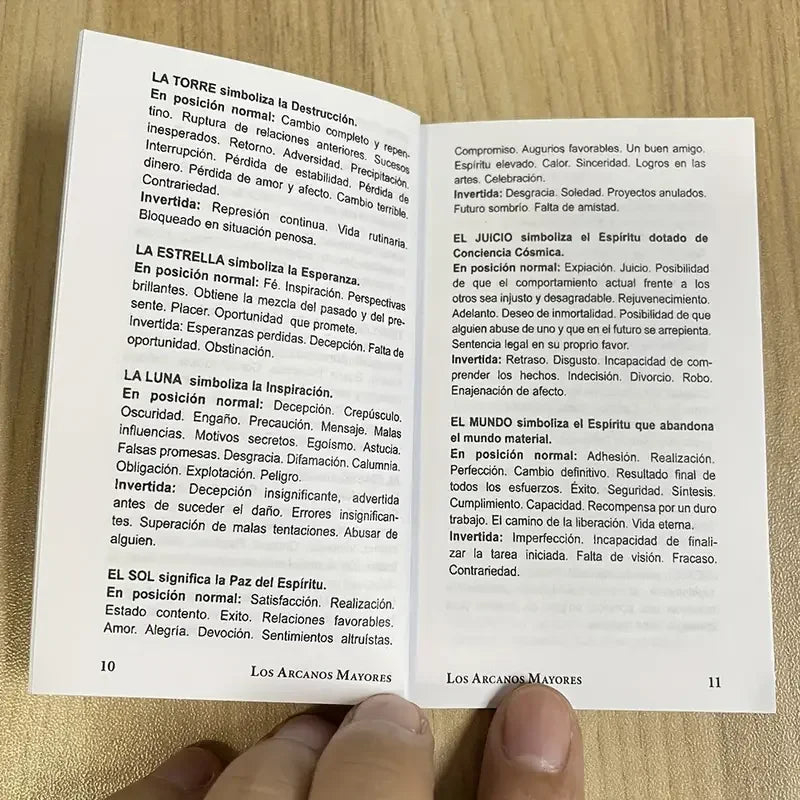 LA TORRE simboliza la Destrucción.
En posición normal: Cambio completo y repen-
tino. Ruptura de relaciones anteriores. Sucesos
inesperados. Retorno. Adversidad. Precipitación.
Interrupción. Pérdida de estabilidad. Pérdida de
dinero. Pérdida de amor y afecto. Cambio terrible.
Contrariedad.
Invertida: Represión continua. Vida rutinaria.
Bloqueado en situación penosa.
LA ESTRELLA simboliza la Esperanza.
En posición normal: Fé. Inspiración. Perspectivas
brillantes. Obtiene la mezcla del pasado y del pre-
sente. Placer. Oportunidad que promete.
Invertida: Esperanzas perdidas. Decepción. Falta de
oportunidad. Obstinación.
LA LUNA simboliza la Inspiración.
En posición normal: Decepción. Crepúsculo.
Oscuridad. Engaño. Precaución. Mensaje. Malas
influencias. Motivos secretos. Egoísmo. Astucia.
Falsas promesas. Desgracia. Difamación. Calumnia.
Obligación. Explotación. Peligro.
Invertida: Decepción insignificante, advertida
antes de suceder el daño. Errores insignifican-
tes. Superación de malas tentaciones. Abusar de
alguien.
EL SOL significa la Paz del Espíritu.
En posición normal: Satisfacción. Realización.
Estado contento. Exito. Relaciones favorables.
Amor. Alegría. Devoción. Sentimientos altruístas.
10 LOS ARCANOS MAYORES
Compromiso. Augurios favorables. Un buen amigo.
Espíritu elevado. Calor. Sinceridad. Logros en las
artes. Celebración.
Invertida: Desgracia. Soledad. Proyectos anulados.
Futuro sombrio. Falta de amistad.
EL JUICIO simboliza el Espíritu dotado de
Conciencia Cósmica.
En posición normal: Expiación. Juicio. Posibilidad
de que el comportamiento actual frente a los
otros sea injusto y desagradable. Rejuvenecimiento.
Adelanto. Deseo de inmortalidad. Posibilidad de que
alguien abuse de uno y que en el futuro se arrepienta.
Sentencia legal en su proprio favor.
Invertida: Retraso. Disgusto. Incapacidad de com-
prender los hechos. Indecisión. Divorcio. Robo.
Enajenación de afecto.
EL MUNDO simboliza el Espíritu que abandona
el mundo material.
En posición normal: Adhesión. Realización.
Perfección. Cambio definitivo. Resultado final de
todos los esfuerzos. Éxito. Seguridad. Síntesis.
Cumplimiento. Capacidad. Recompensa por un duro
trabajo. El camino de la liberación. Vida eterna.
Invertida: Imperfección. Incapacidad de finali-
zar la tarea iniciada. Falta de visión. Fracaso.
Contrariedad.
LOS ARCANOS MAYORES 11